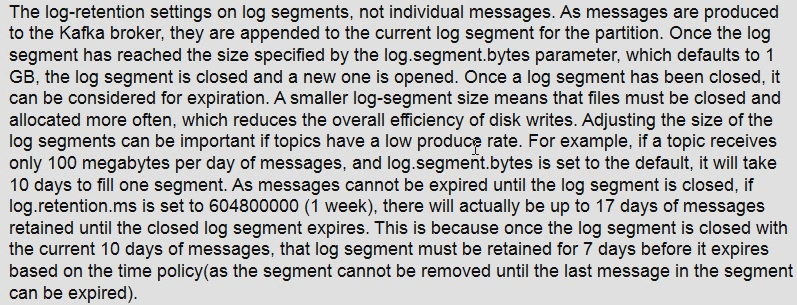 The log-retention settings on log segments, not individual messages. As messages are produced
to the Kafka broker, they are appended to the current log segment for the partition. Once the log
segment has reached the size specified by the log.segment.bytes parameter, which defaults to 1
GB, the log segment is closed and a new one is opened. Once a log segment has been closed, it
can be considered for expiration. A smaller log-segment size means that files must be closed and
allocated more often, which reduces the overall efficiency of disk writes. Adjusting the size of the
log segments can be important if topics have a low produce rate. For example, if a topic receives
only 100 megabytes per day of messages, and log.segment.bytes is set to the default, it will take
10 days to fill one segment. As messages cannot be expired until the log segment is closed, if
log.retention.ms is set to 604800000 (1 week), there will actually be up to 17 days of messages
retained until the closed log segment expires. This is because once the log segment is closed with
the current 10 days of messages, that log segment must be retained for 7 days before it expires
based on the time policy(as the segment cannot be removed until the last message in the segment
can be expired).